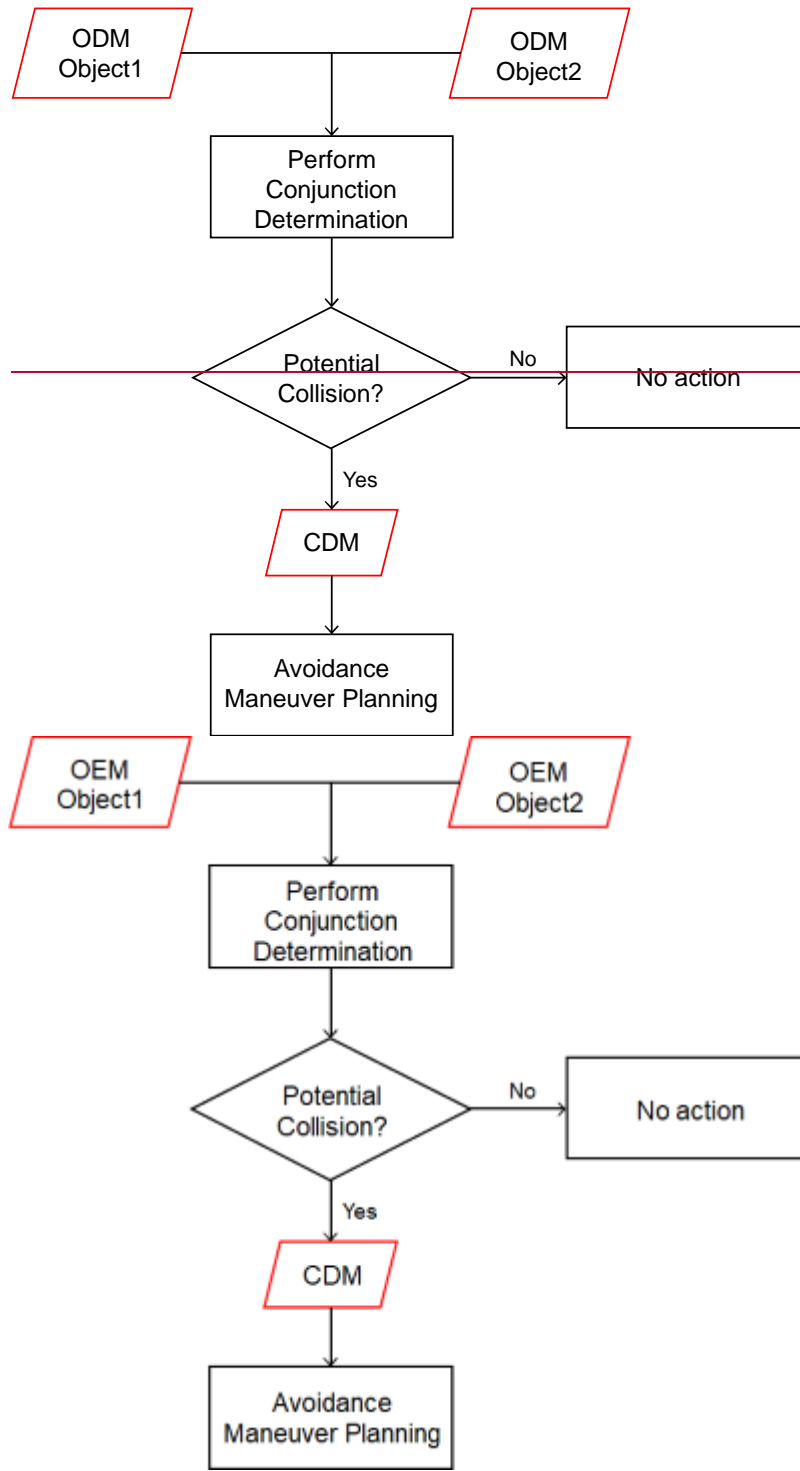 ODM
Object1
ODM
Object2
Perform
Conjunction
Determination
Potential
Collision?
No
No action
Yes
CDM
Avoidance
Maneuver Planning
OEM
Object1
OEM
Object2
Perform
Conjunction
Determination
Potential
Collision?
No
No action
Yes
CDM
Avoidance
Maneuver Planning